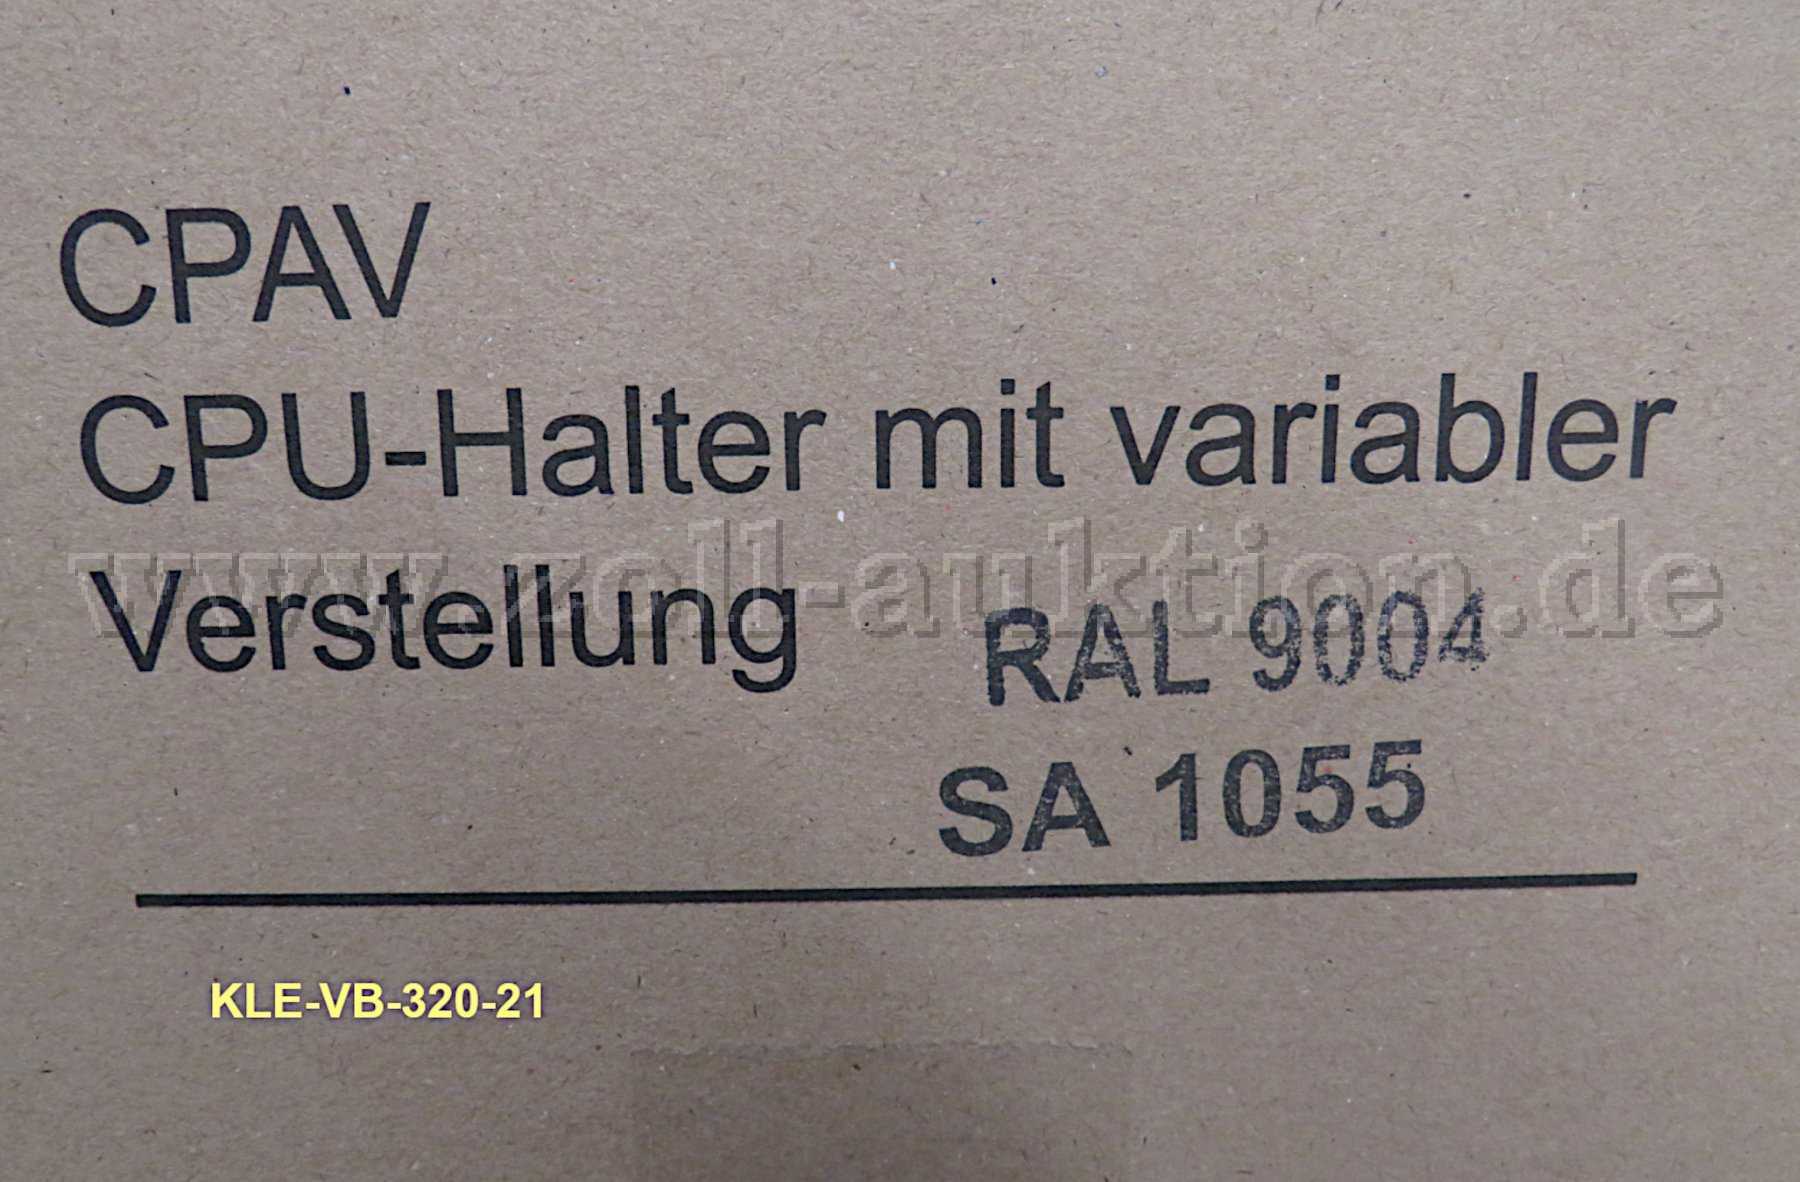 CPAV
CPU-Halter mit variabler
www.zoll-auktion.de
Verstellung
RAL 9004
SA 1055
KLE-VB-320-21